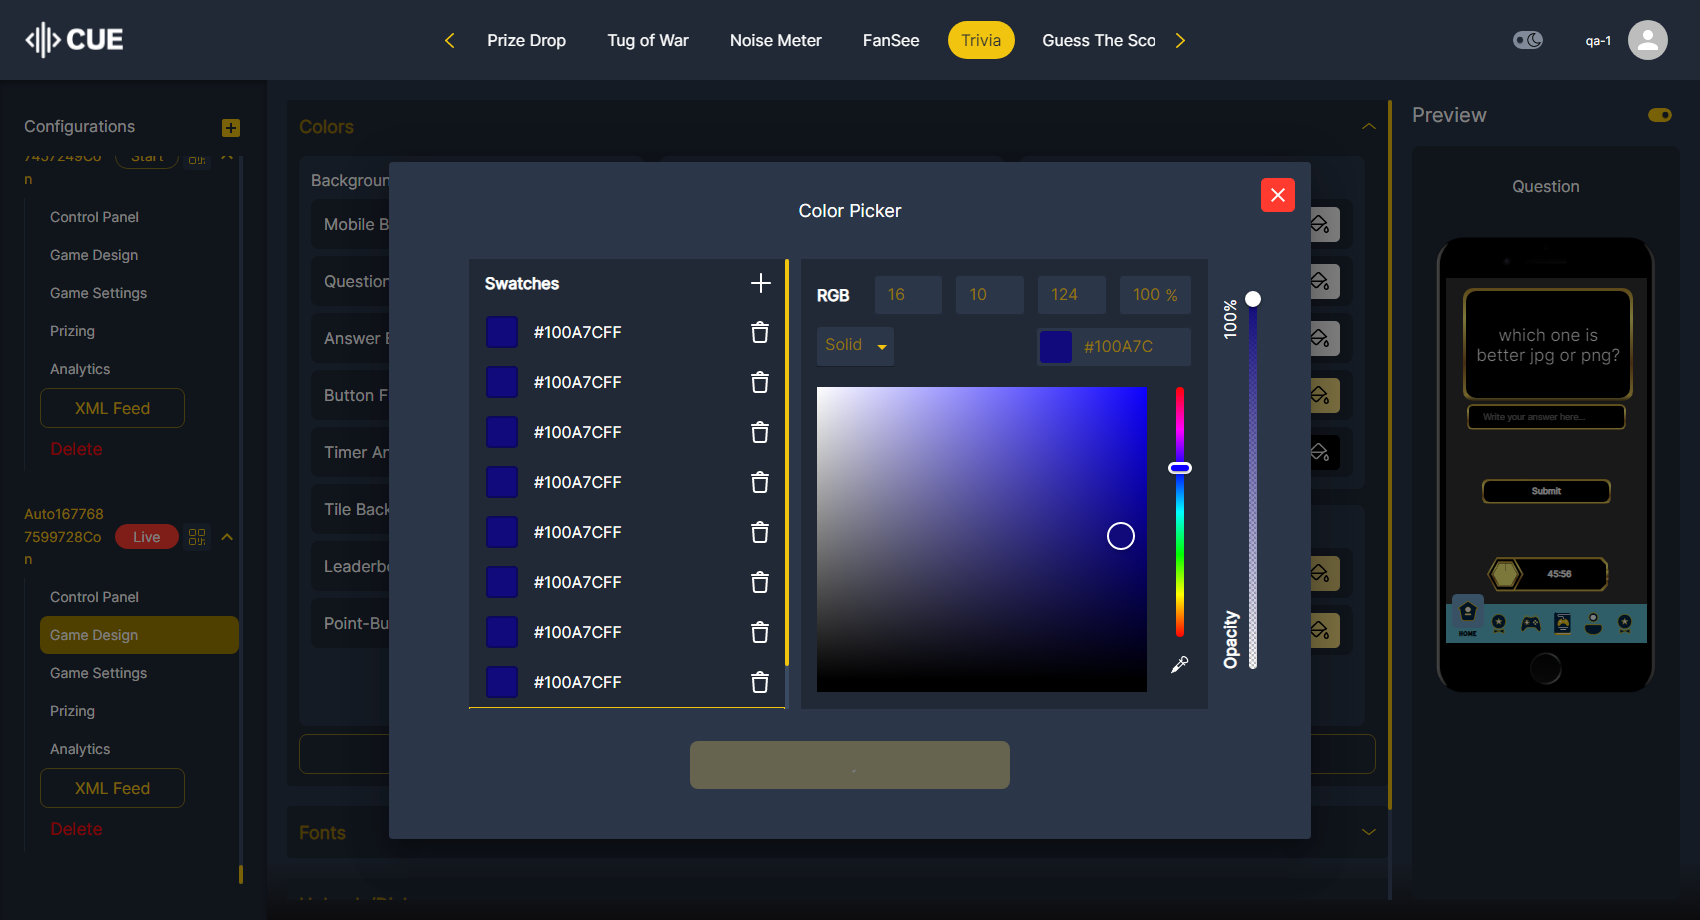 CUE
Prize Drop
Tug of War
Noise Meter
FanSee
Trivia
Guess The Sco
qa-1
Configurations
7457249Co
n
Start
Control Panel
Game Design
Game Settings
Prizing
Analytics
XML Feed
Delete
Auto167768
7599728Co
n
Live
Control Panel
Game Design
Game Settings
Prizing
Analytics
XML Feed
Delete
Colors
Backgroun
Mobile B
Question
Answer B
Button F
Timer An
Tile Back
Leaderbo
Point-Bu
Fonts
Color Picker
Swatches
#100A7CFF
#100A7CFF
#100A7CFF
#100A7CFF
#100A7CFF
#100A7CFF
#100A7CFF
#100A7CFF
RGB
16
10
124
100 %
Solid
#100A7C
100%
Opacity
Preview
Question
which one is
better jpg or png?
Write your answer here...
Submit
45:56
HOME